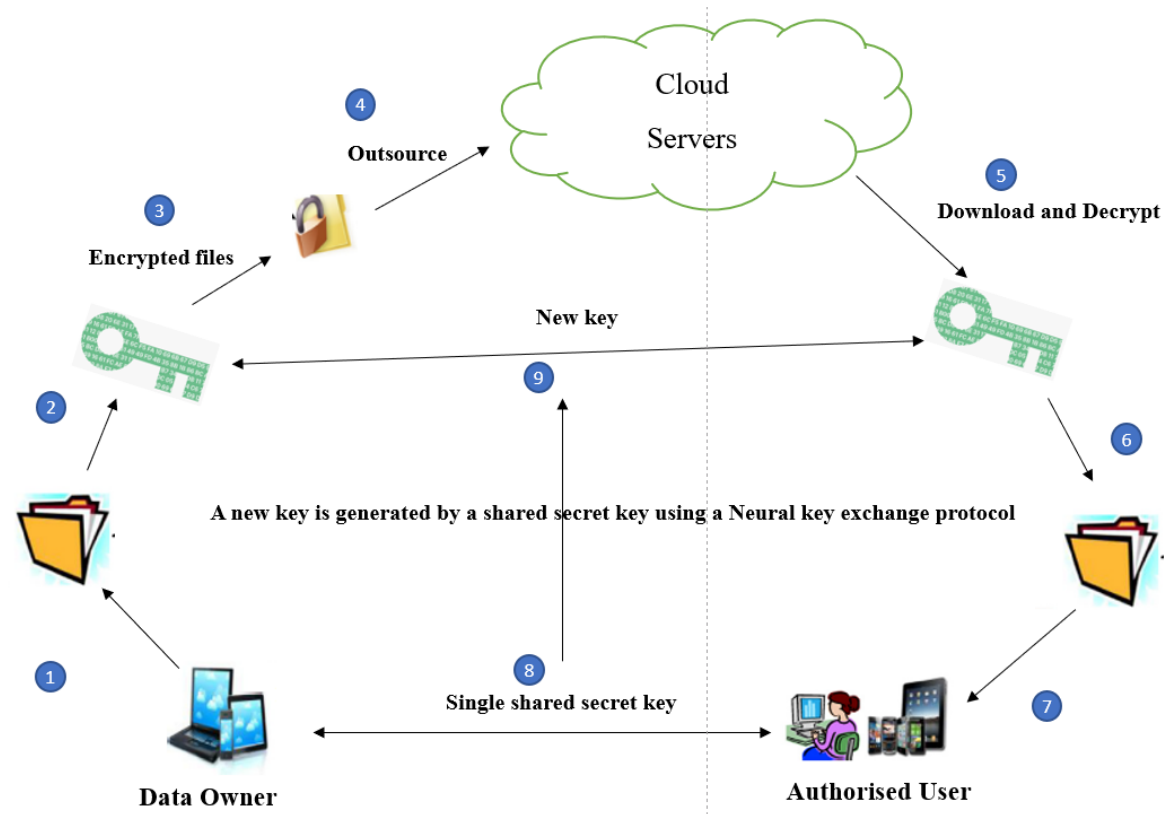 Cloud
Servers
4
Outsource
5
Download and Decrypt
3
Encrypted files
New key
9
2
6
A new key is generated by a shared secret key using a Neural key exchange protocol
1
8
Single shared secret key
7
Data Owner
Authorised User